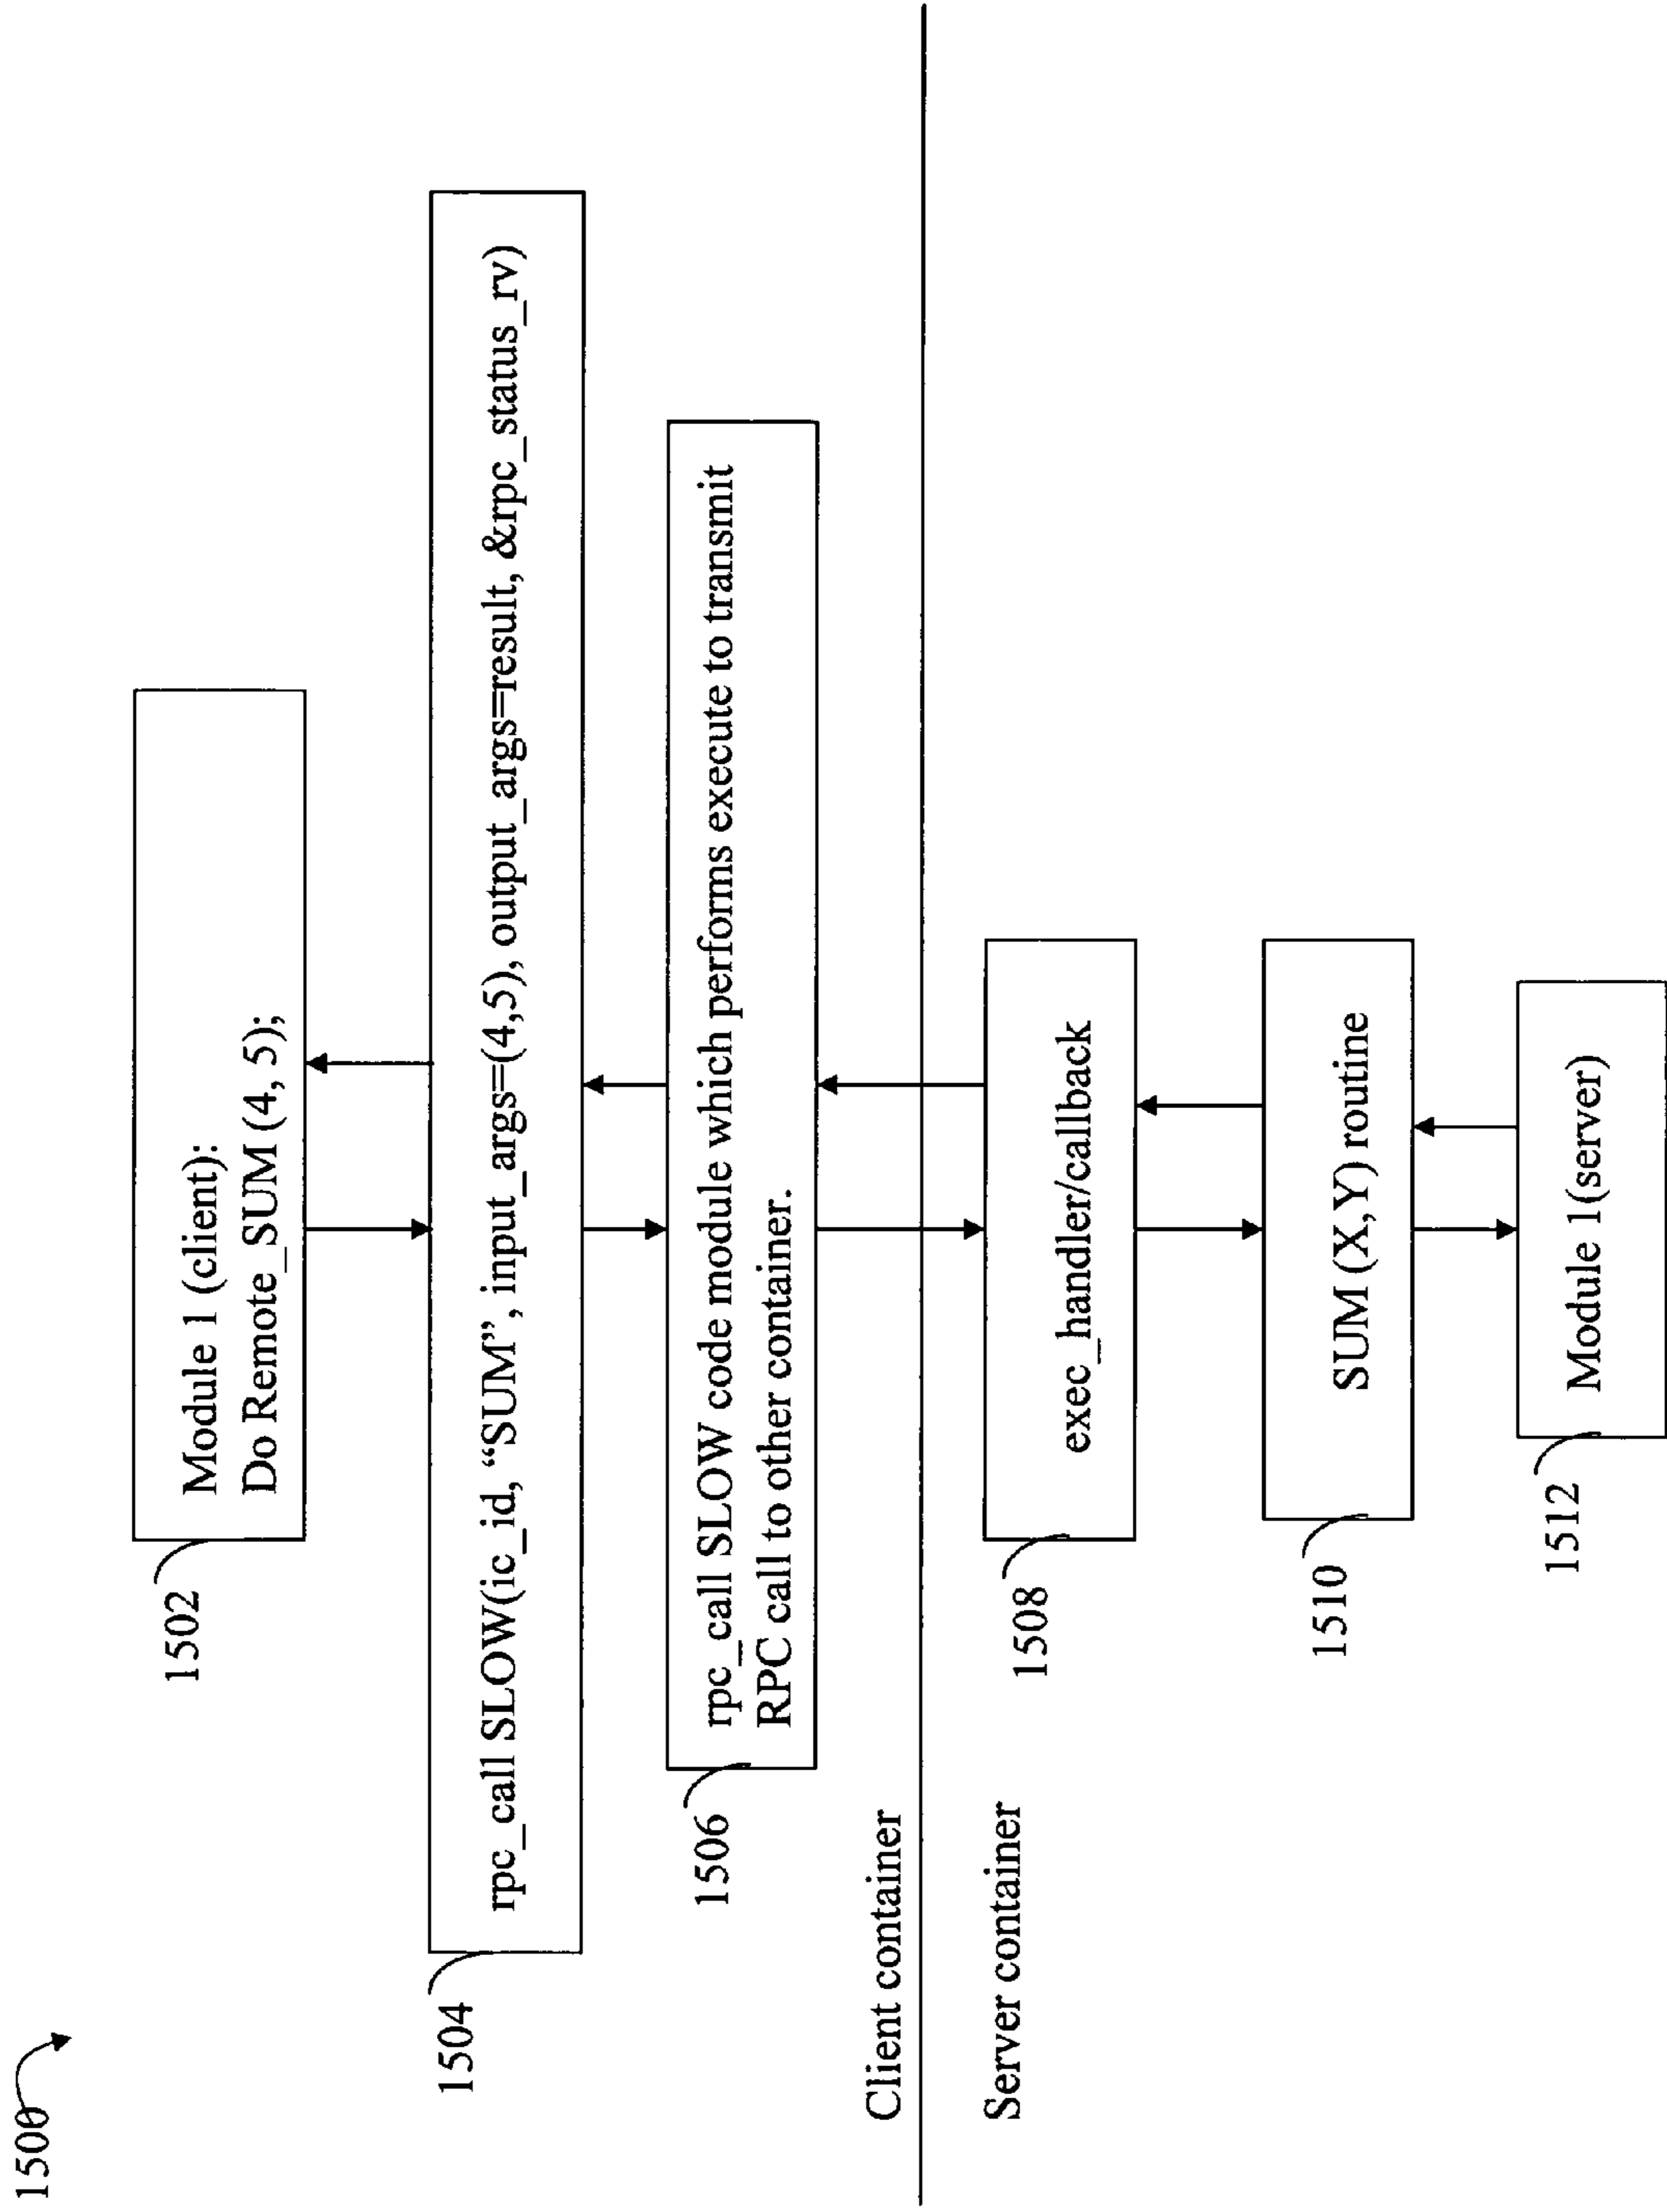 1500
1502
Module 1 (client):
Do Remote_SUM (4, 5);
1504
rpc_call SLOW(ic_id, “SUM”, input_args=(4,5), output_args=result, &rpc_status_rv)
1506
rpc_call SLOW code module which performs execute to transmit
RPC call to other container.
Client container
Server container
1508
exec_handler/callback
1510
SUM (X,Y) routine
1512
Module 1(server)